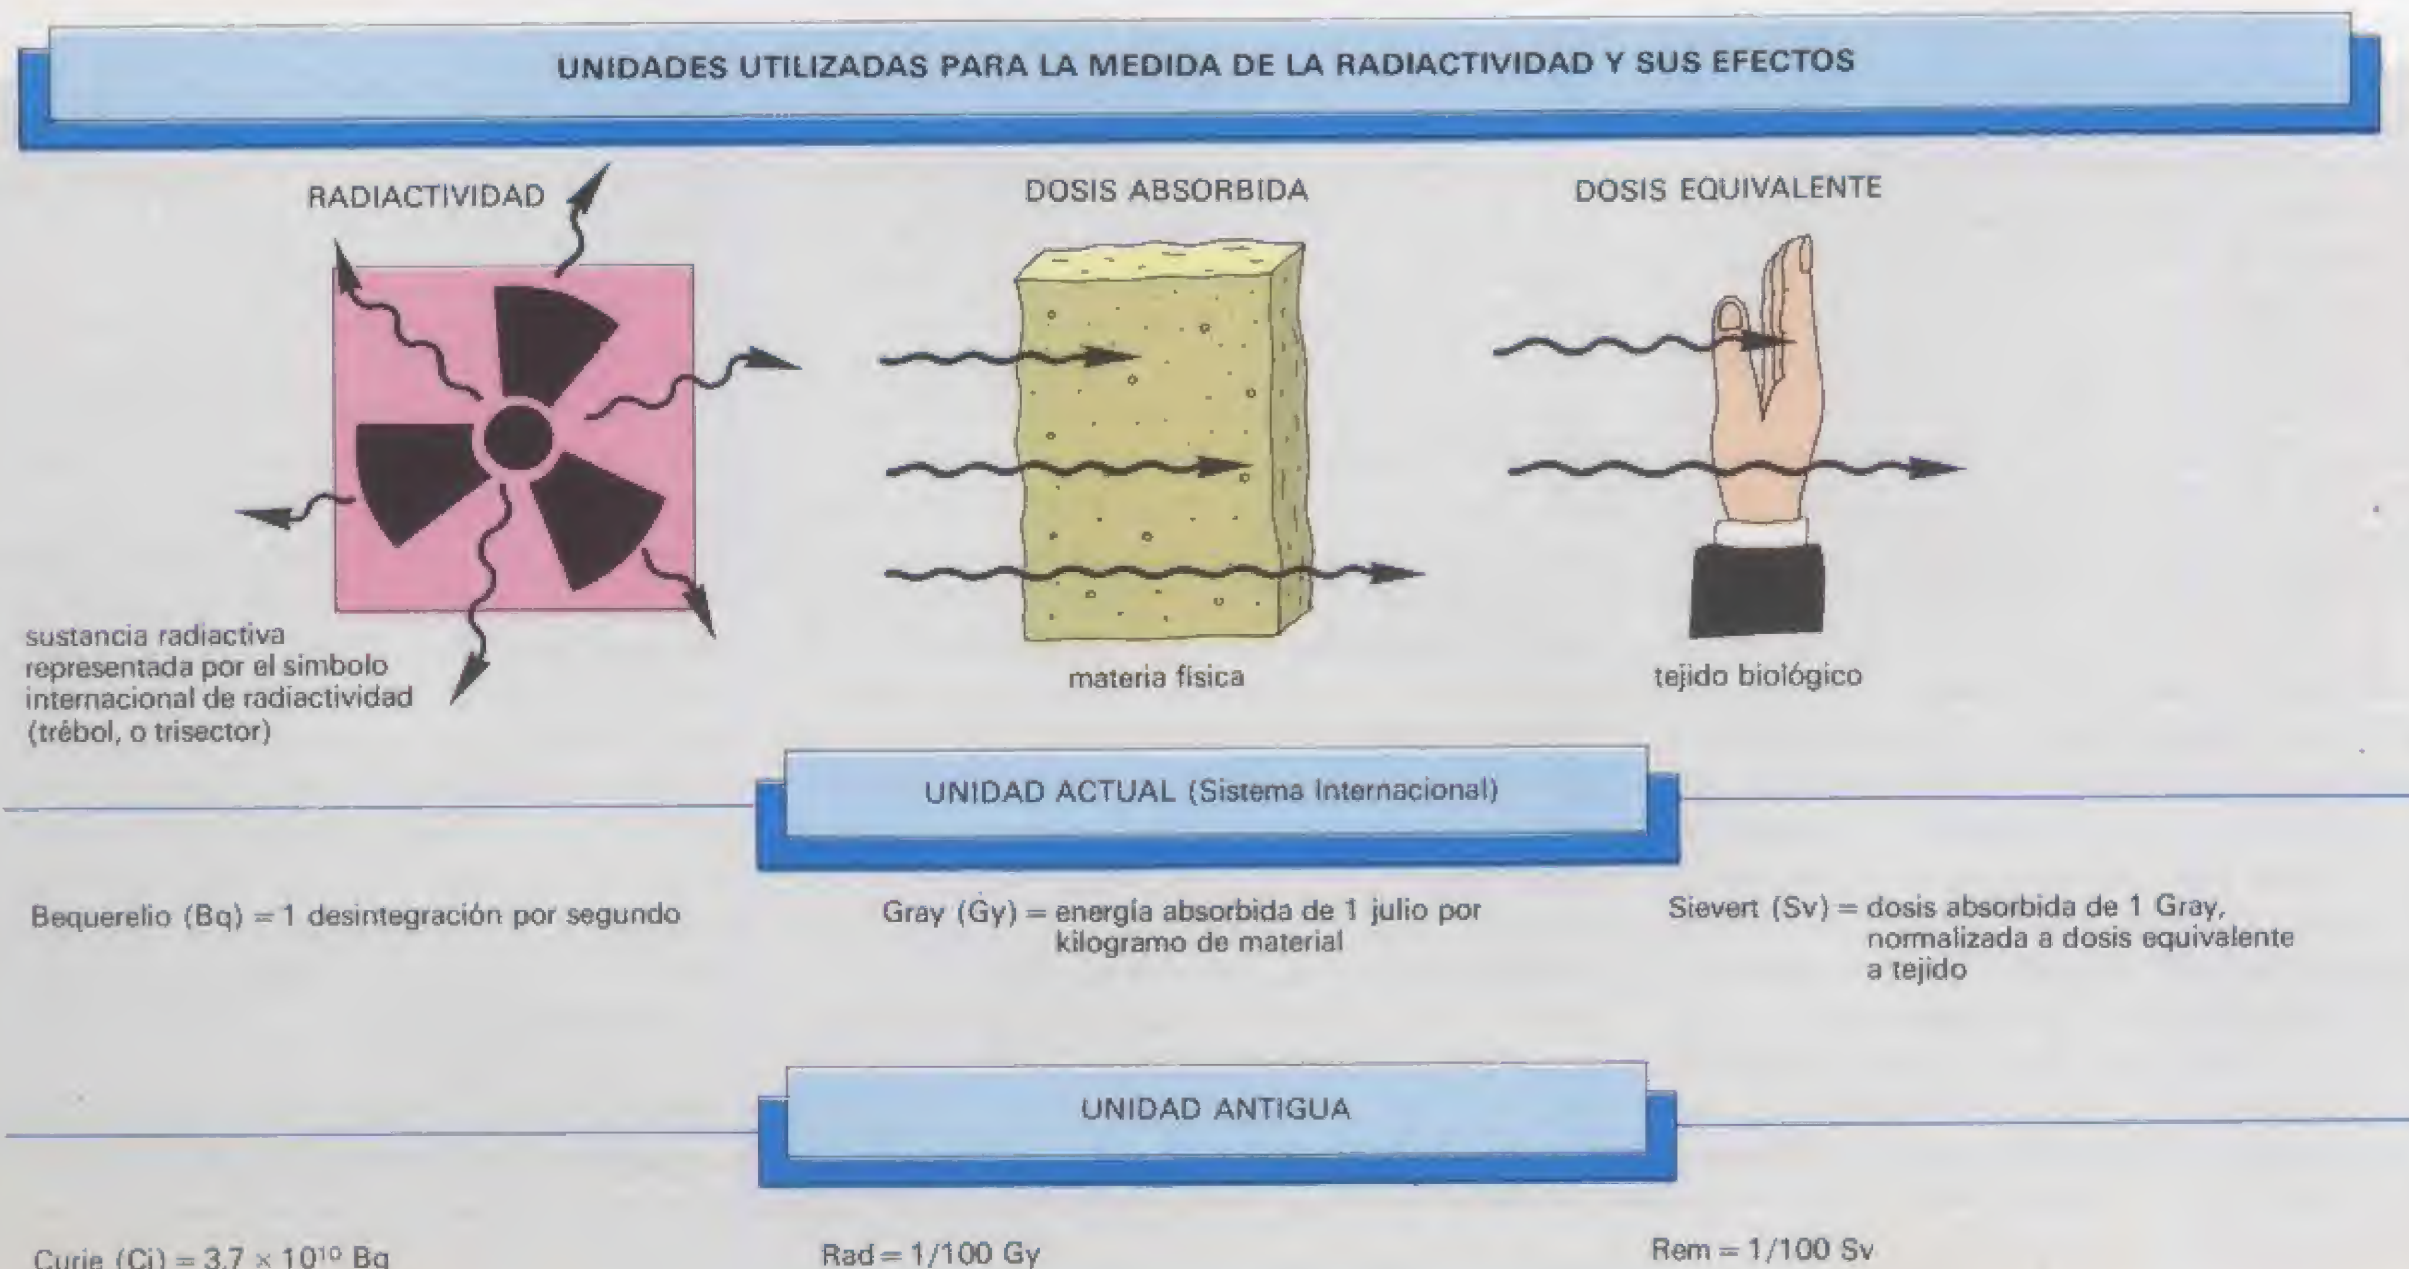 UNIDADES UTILIZADAS PARA LA MEDIDA DE LA RADIACTIVIDAD Y SUS EFECTOS
RADIACTIVIDAD
DOSIS ABSORBIDA
DOSIS EQUIVALENTE
sustancia radiactiva
representada por el simbolo
internacional de radiactividad
(trébol, o trisector)
materia física
tejido biológico
UNIDAD ACTUAL (Sistema Internacional)
Bequerelio (Bq) = 1 desintegración por segundo
Gray (Gy) = energía absorbida de 1 julio por
kilogramo de material
Sievert (Sv) = dosis absorbida de 1 Gray,
normalizada a dosis equivalente
a tejido
UNIDAD ANTIGUA
Curie (Ci) = 3,7 × 10¹⁰ Bq
Rad = 1/100 Gy
Rem = 1/100 Sv